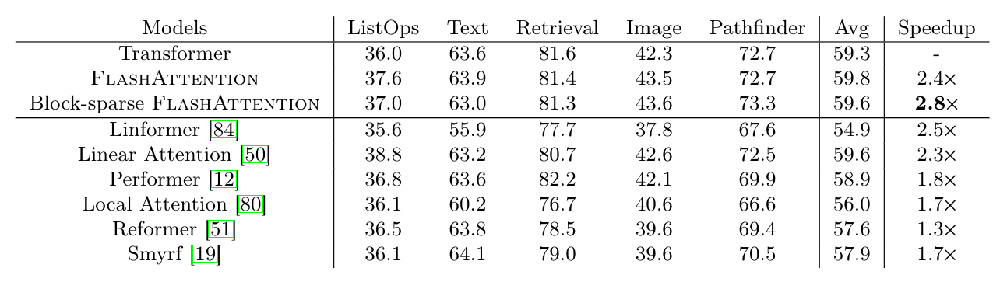 Models ListOps Text Retrieval Image Pathfinder Avg Speedup
Transformer 36.0 63.6 81.6 42.3 72.7 59.3 -
FLASHATTENTION 37.6 63.9 81.4 43.5 72.7 59.8 2.4×
Block-sparse FLASHATTENTION 37.0 63.0 81.3 43.6 73.3 59.6 2.8×
Linformer [84] 35.6 55.9 77.7 37.8 67.6 54.9 2.5×
Linear Attention [50] 38.8 63.2 80.7 42.6 72.5 59.6 2.3×
Performer [12] 36.8 63.6 82.2 42.1 69.9 58.9 1.8×
Local Attention [80] 36.1 60.2 76.7 40.6 66.6 56.0 1.7×
Reformer [51] 36.5 63.8 78.5 39.6 69.4 57.6 1.3×
Smyrf [19] 36.1 64.1 79.0 39.6 70.5 57.9 1.7×